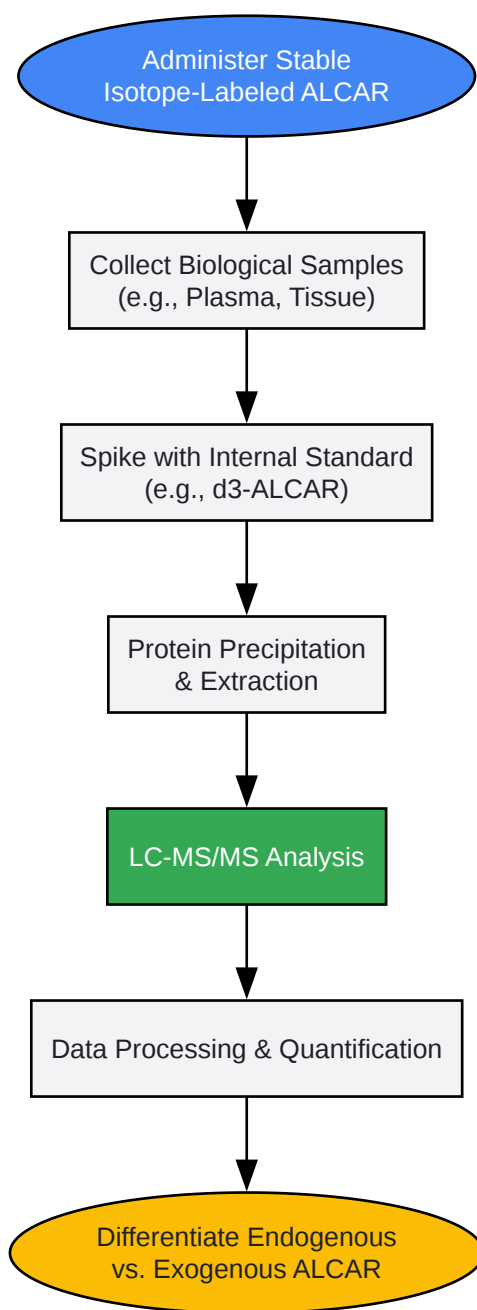 Administer Stable
Isotope-Labeled ALCAR
Collect Biological Samples
(e.g., Plasma, Tissue)
Spike with Internal Standard
(e.g., d3-ALCAR)
Protein Precipitation
& Extraction
LC-MS/MS Analysis
Data Processing & Quantification
Differentiate Endogenous
vs. Exogenous ALCAR